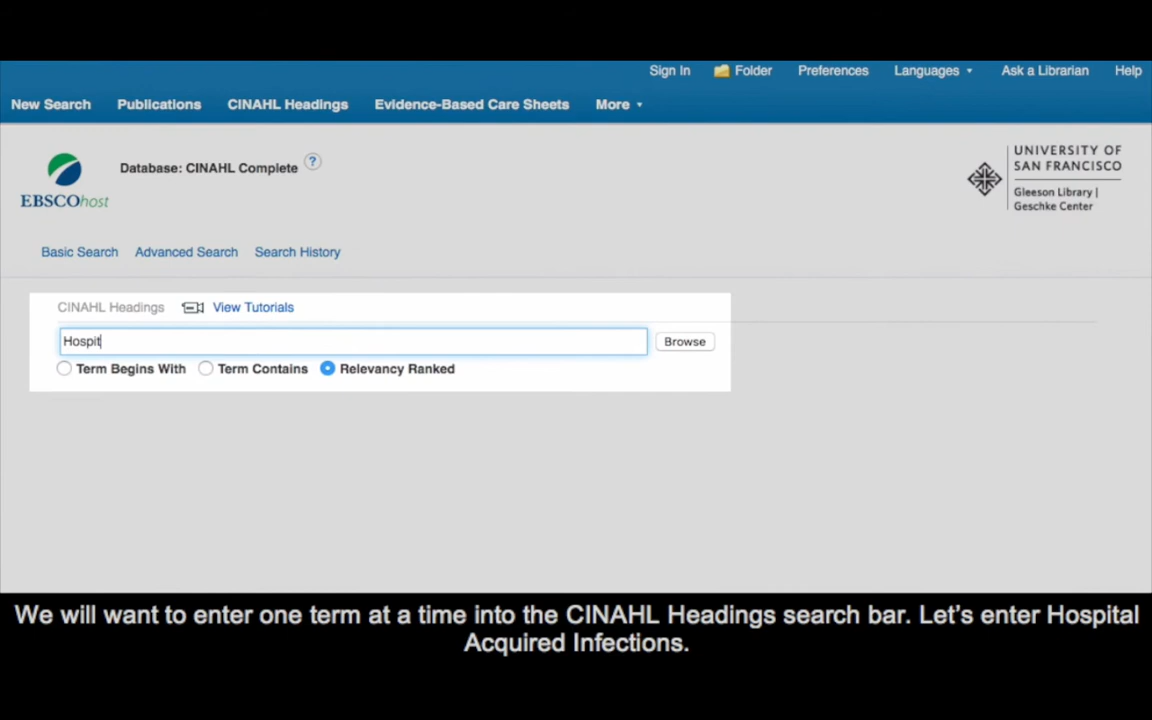 Sign In Folder Preferences Languages Ask a Librarian Help
New Search Publications CINAHL Headings Evidence-Based Care Sheets More
Database: CINAHL Complete ?
EBSCOhost
UNIVERSITY OF
SAN FRANCISCO
Gleeson Library |
Geschke Center
Basic Search Advanced Search Search History
CINAHL Headings View Tutorials
Hospit Browse
Term Begins With Term Contains Relevancy Ranked
We will want to enter one term at a time into the CINAHL Headings search bar. Let’s enter Hospital
Acquired Infections.